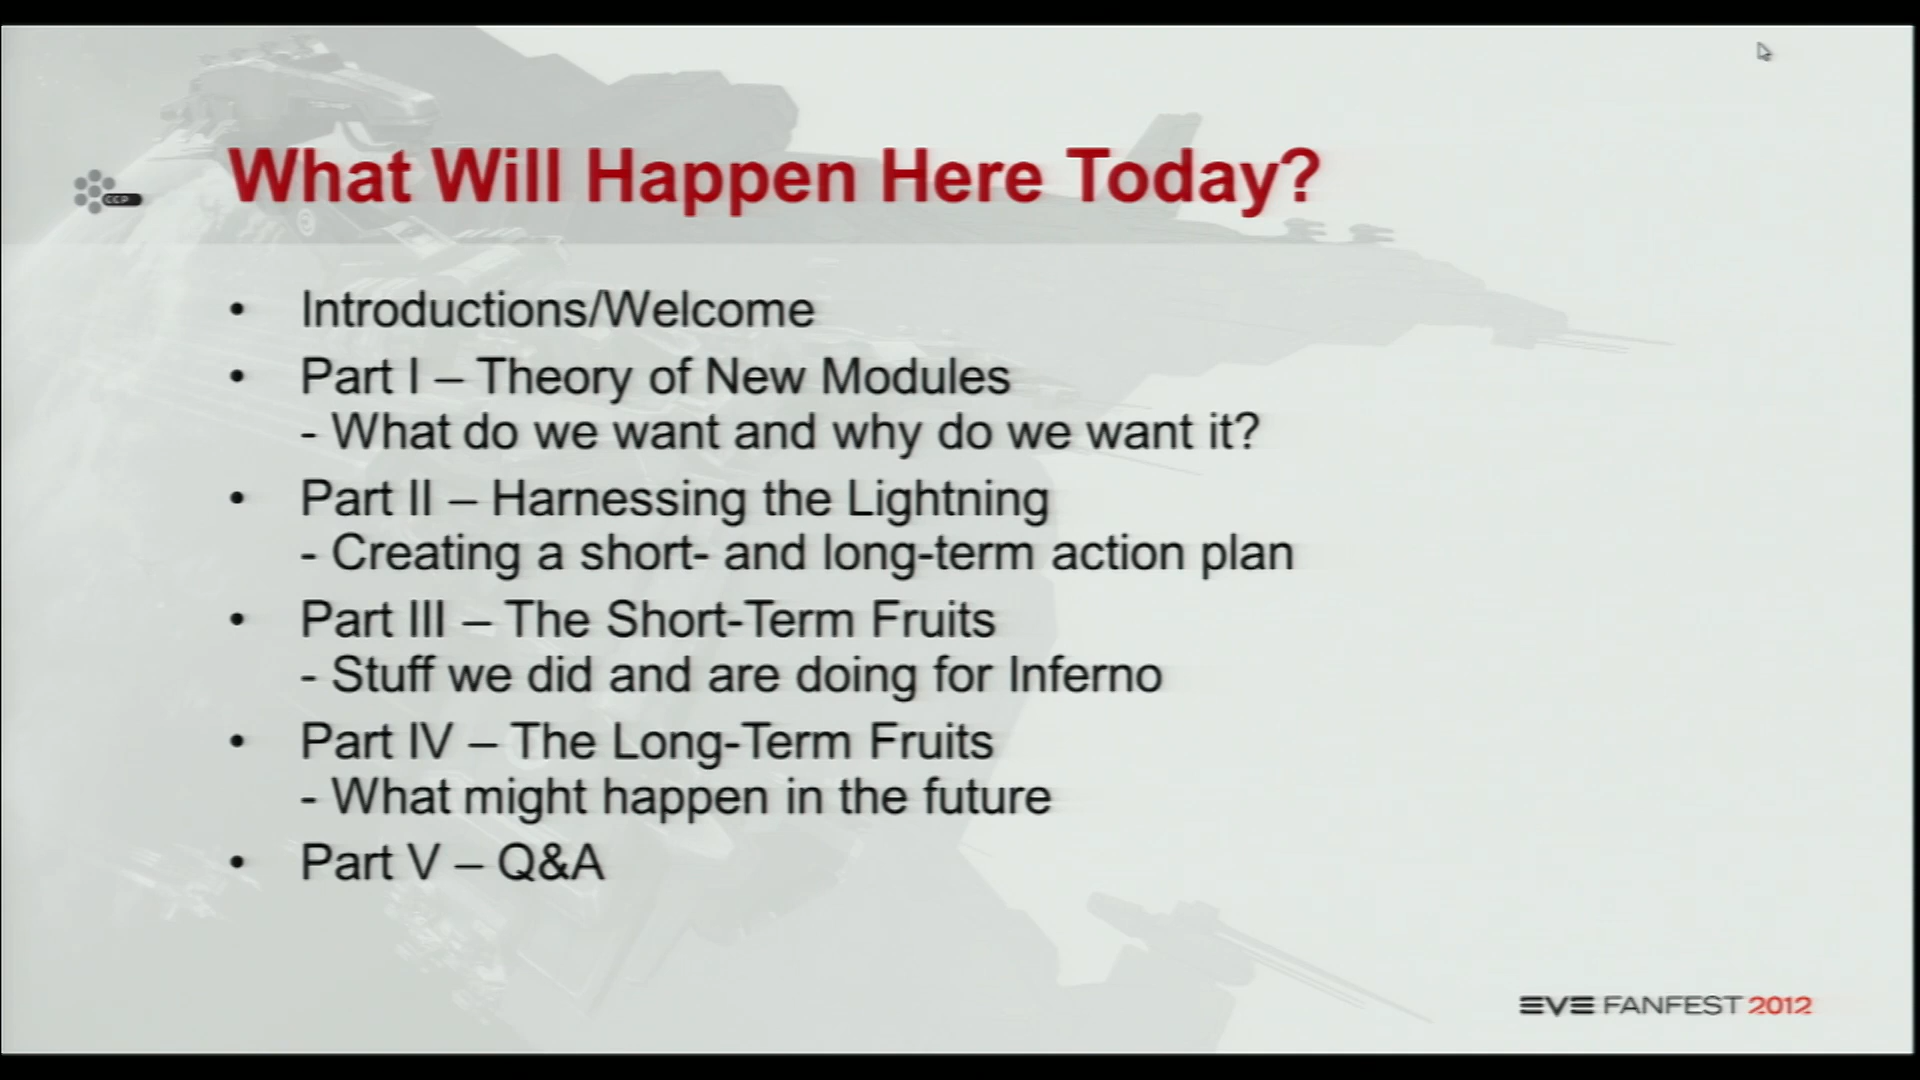 What Will Happen Here Today?
CCP
• Introductions/Welcome
• Part I – Theory of New Modules
- What do we want and why do we want it?
• Part II – Harnessing the Lightning
- Creating a short- and long-term action plan
• Part III – The Short-Term Fruits
- Stuff we did and are doing for Inferno
• Part IV – The Long-Term Fruits
- What might happen in the future
• Part V – Q&A
EVE FANFEST 2012